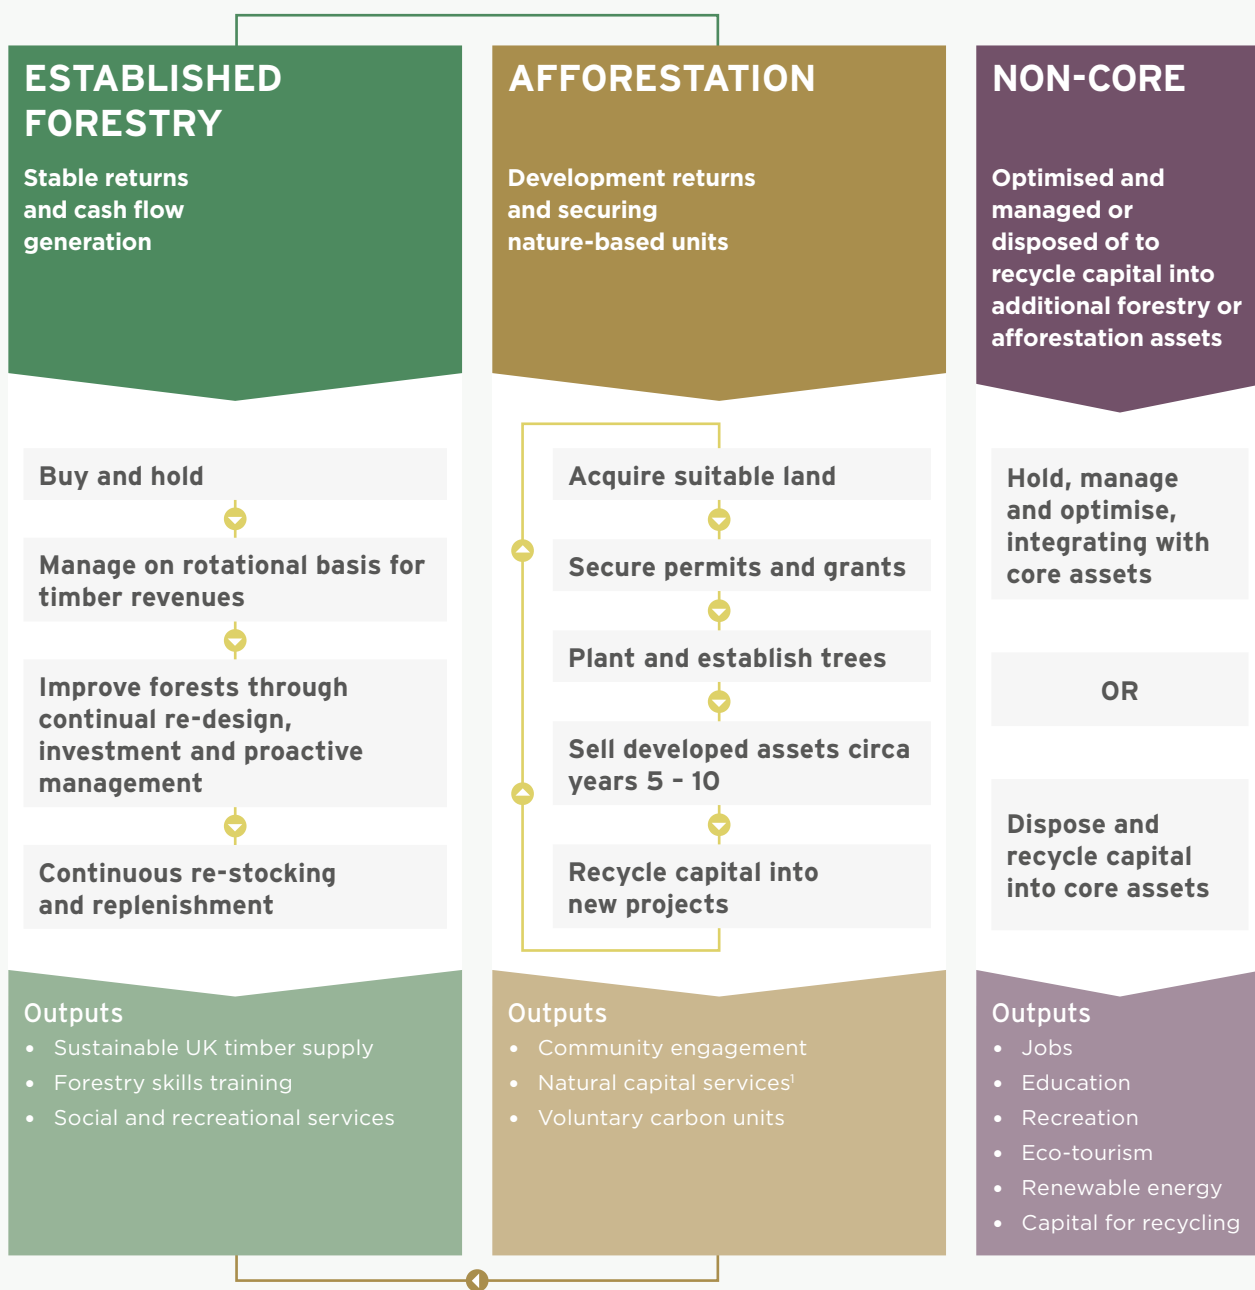 ESTABLISHED
FORESTRY
Stable returns
and cash flow
generation
Buy and hold
Manage on rotational basis for
timber revenues
Improve forests through
continual re-design,
investment and proactive
management
Continuous re-stocking
and replenishment
Outputs
• Sustainable UK timber supply
• Forestry skills training
• Social and recreational services
AFFORESTATION
Development returns
and securing
nature-based units
Acquire suitable land
Secure permits and grants
Plant and establish trees
Sell developed assets circa
years 5 – 10
Recycle capital into
new projects
Outputs
• Community engagement
• Natural capital services¹
• Voluntary carbon units
NON-CORE
Optimised and
managed or
disposed of to
recycle capital into
additional forestry or
afforestation assets
Hold, manage
and optimise,
integrating with
core assets
OR
Dispose and
recycle capital
into core assets
Outputs
• Jobs
• Education
• Recreation
• Eco-tourism
• Renewable energy
• Capital for recycling